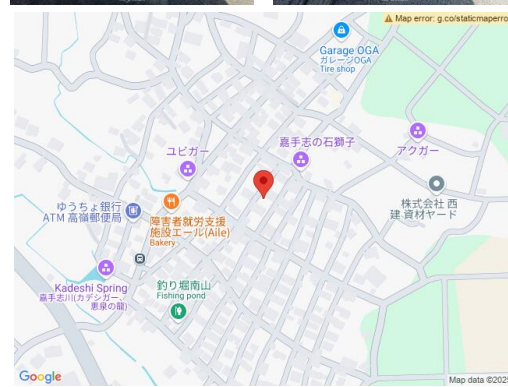 ⚠ Map error: g.co/staticmaperro
Garage OGA
ガレージOGA
Tire shop
嘉手志の石獅子
アクガー
ユビガー
ゆうちょ銀行
ATM 高嶺郵便局
障害者就労支援
施設エール(Aile)
Bakery
株式会社 西
建 資材ヤード
Kadeshi Spring
嘉手志川(カデシガー、
恵泉の龍)
釣り堀南山
Fishing pond
Google
Map data ©2025